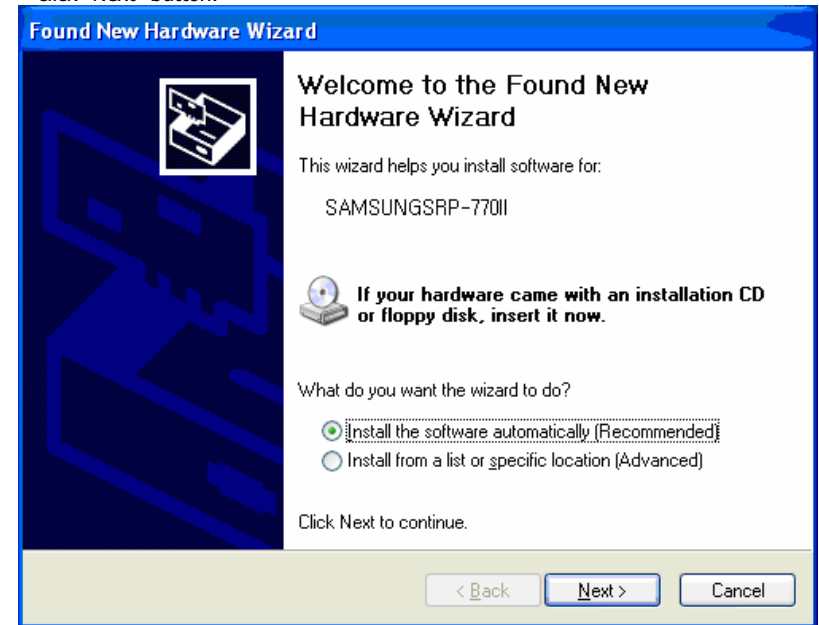 Click "Next" button.
Found New Hardware Wizard
Welcome to the Found New
Hardware Wizard
This wizard helps you install software for:
SAMSUNGSRP-770II
If your hardware came with an installation CD
or floppy disk, insert it now.
What do you want the wizard to do?
Install the software automatically (Recommended)
Install from a list or specific location (Advanced)
Click Next to continue.
< Back
Next >
Cancel